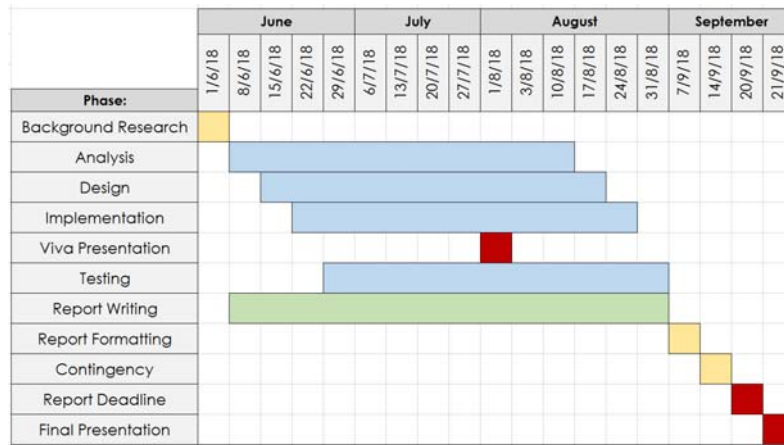 June July August September
1/6/18 8/6/18 15/6/18 22/6/18 29/6/18 6/7/18 13/7/18 20/7/18 27/7/18 1/8/18 3/8/18 10/8/18 17/8/18 24/8/18 31/8/18 7/9/18 14/9/18 20/9/18 21/9/18
Phase:
Background Research
Analysis
Design
Implementation
Viva Presentation
Testing
Report Writing
Report Formatting
Contingency
Report Deadline
Final Presentation